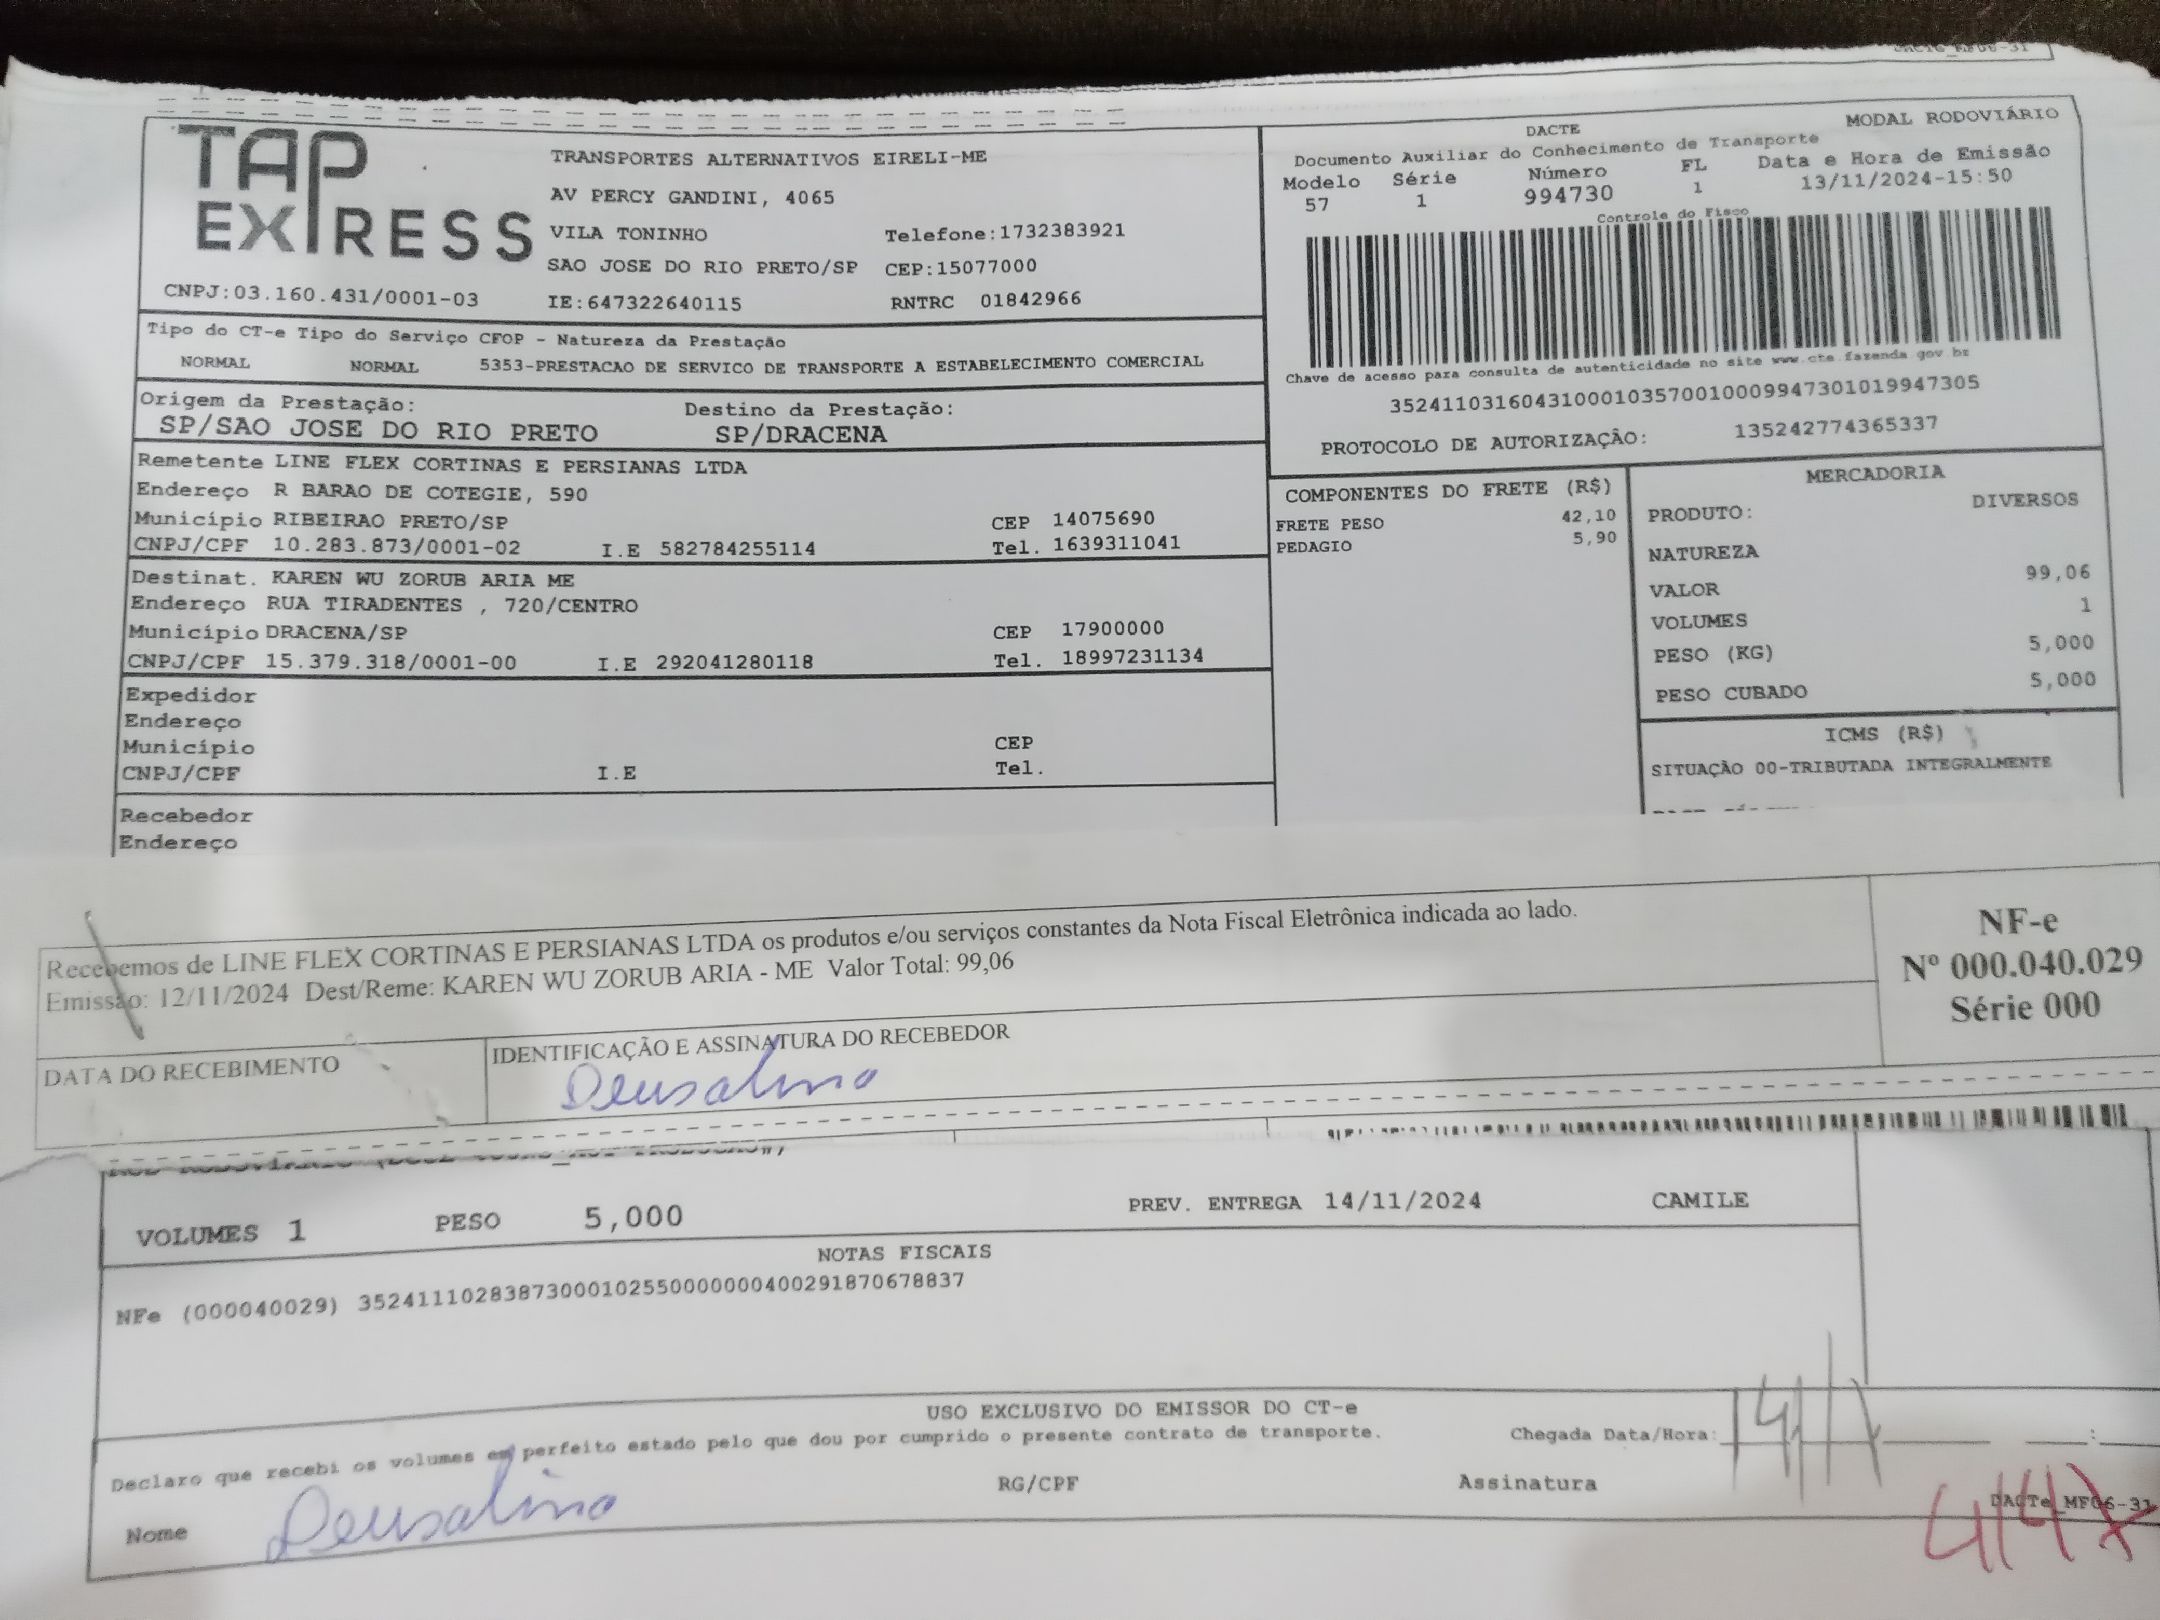 DACTe_MF06-31
TAP EXPRESS
TRANSPORTES ALTERNATIVOS EIRELI-ME
AV PERCY GANDINI, 4065
VILA TONINHO Telefone:1732383921
SAO JOSE DO RIO PRETO/SP CEP:15077000
CNPJ:03.160.431/0001-03 IE:647322640115 RNTRC 01842966
DACTE MODAL RODOVIÁRIO
Documento Auxiliar do Conhecimento de Transporte
Modelo Série Número FL Data e Hora de Emissão
57 1 994730 1 13/11/2024-15:50
Controle do Fisco
Chave de acesso para consulta de autenticidade no site www.cte.fazenda.gov.br
35241103160431000103570010009947301019947305
PROTOCOLO DE AUTORIZAÇÃO: 135242774365337
Tipo do CT-e Tipo do Serviço CFOP - Natureza da Prestação
NORMAL NORMAL 5353-PRESTACAO DE SERVICO DE TRANSPORTE A ESTABELECIMENTO COMERCIAL
Origem da Prestação: Destino da Prestação:
SP/SAO JOSE DO RIO PRETO SP/DRACENA
Remetente LINE FLEX CORTINAS E PERSIANAS LTDA
Endereço R BARAO DE COTEGIE, 590
Município RIBEIRAO PRETO/SP CEP 14075690
CNPJ/CPF 10.283.873/0001-02 I.E 582784255114 Tel. 1639311041
Destinat. KAREN WU ZORUB ARIA ME
Endereço RUA TIRADENTES , 720/CENTRO
Município DRACENA/SP CEP 17900000
CNPJ/CPF 15.379.318/0001-00 I.E 292041280118 Tel. 18997231134
Expedidor
Endereço
Município CEP
CNPJ/CPF I.E Tel.
Recebedor
Endereço
COMPONENTES DO FRETE (R$)
FRETE PESO 42,10
PEDAGIO 5,90
MERCADORIA
PRODUTO: DIVERSOS
NATUREZA
VALOR 99,06
VOLUMES 1
PESO (KG) 5,000
PESO CUBADO 5,000
ICMS (R$)
SITUAÇÃO 00-TRIBUTADA INTEGRALMENTE
Recebemos de LINE FLEX CORTINAS E PERSIANAS LTDA os produtos e/ou serviços constantes da Nota Fiscal Eletrônica indicada ao lado.
Emissão: 12/11/2024 Dest/Reme: KAREN WU ZORUB ARIA - ME Valor Total: 99,06
NF-e
Nº 000.040.029
Série 000
DATA DO RECEBIMENTO
IDENTIFICAÇÃO E ASSINATURA DO RECEBEDOR
Deusalina
VOLUMES 1 PESO 5,000 PREV. ENTREGA 14/11/2024 CAMILE
NOTAS FISCAIS
NFe (000040029) 35241110283873000102550000000400291870678837
USO EXCLUSIVO DO EMISSOR DO CT-e
Declaro que recebi os volumes em perfeito estado pelo que dou por cumprido o presente contrato de transporte.
Chegada Data/Hora:
RG/CPF Assinatura
Nome Deusalina
DACTe_MF06-31